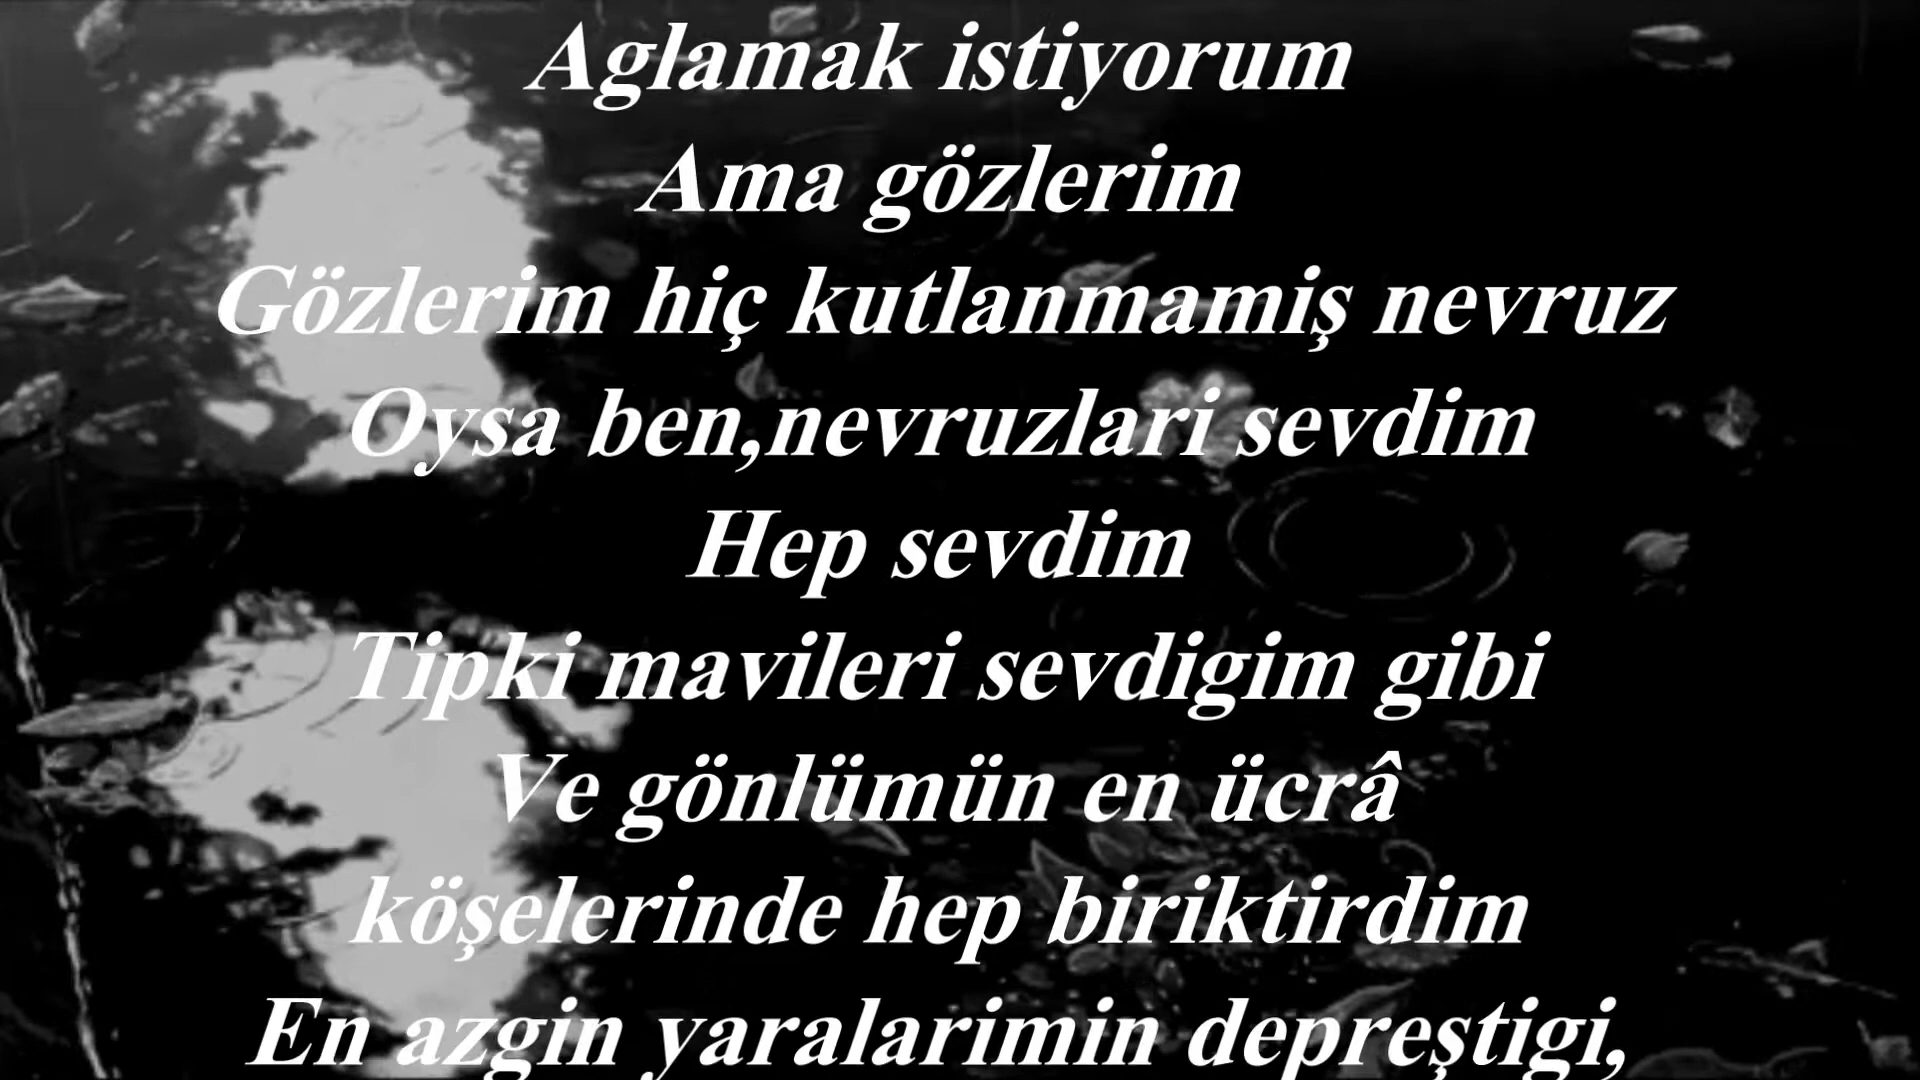 Aglamak istiyorum
Ama gözlerim
Gözlerim hiç kutlanmamiş nevruz
Oysa ben,nevruzlari sevdim
Hep sevdim
Tipki mavileri sevdigim gibi
Ve gönlümün en ücrâ
köşelerinde hep biriktirdim
En azgin yaralarimin depreştigi,